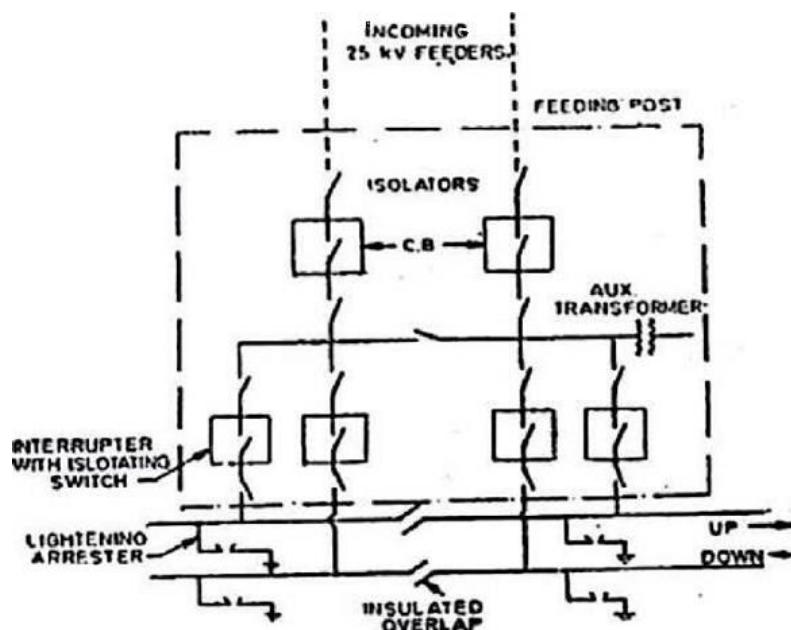 INCOMING
25 kV FEEDERS
FEEDING POST
ISOLATORS
C.B
AUX.
TRANSFORMER
INTERRUPTER
WITH ISLOTATING
SWITCH
LIGHTENING
ARRESTER
UP
DOWN
INSULATED
OVERLAP